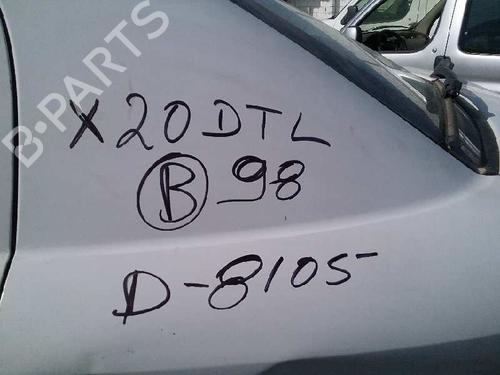 B-PARTS
X20DTL
B 98
D-8105-